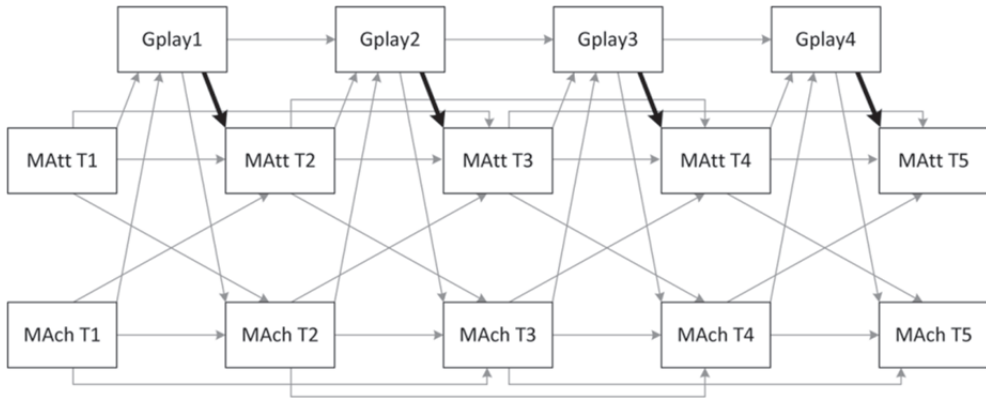 Gplay1 Gplay2 Gplay3 Gplay4
MAtt T1 MAtt T2 MAtt T3 MAtt T4 MAtt T5
MAch T1 MAch T2 MAch T3 MAch T4 MAch T5